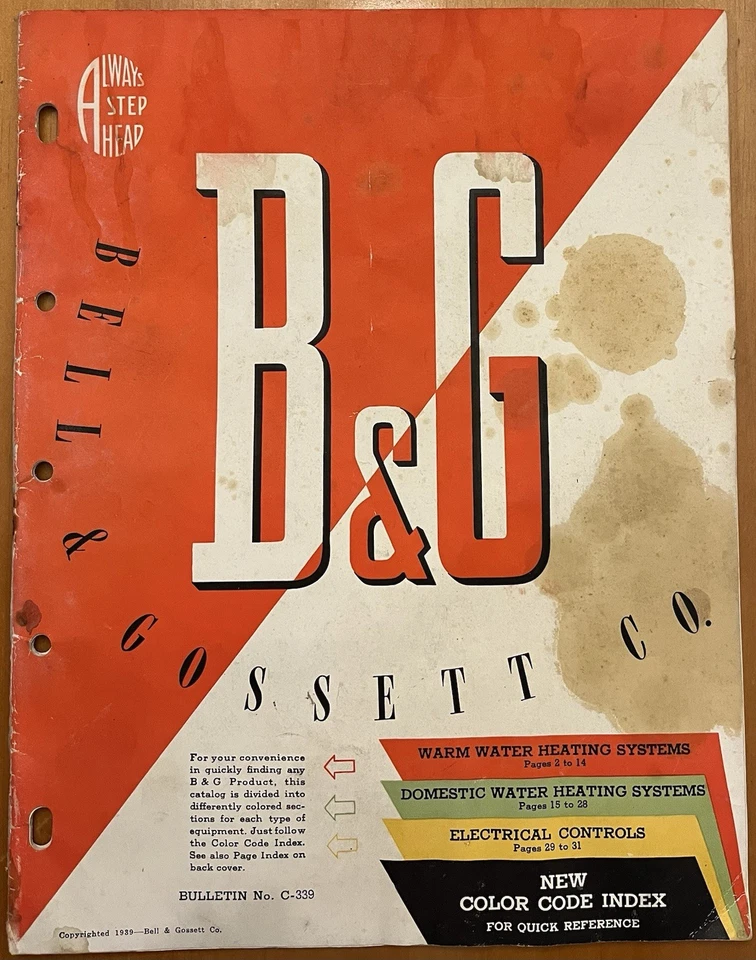 ALWAYS
STEP
AHEAD
B&G
BELL & GOSSETT CO.
For your convenience
in quickly finding any
B & G Product, this
catalog is divided into
differently colored sec-
tions for each type of
equipment. Just follow
the Color Code Index.
See also Page Index on
back cover.
BULLETIN No. C-339
Copyrighted 1939—Bell & Gossett Co.
WARM WATER HEATING SYSTEMS
Pages 2 to 14
DOMESTIC WATER HEATING SYSTEMS
Pages 15 to 28
ELECTRICAL CONTROLS
Pages 29 to 31
NEW
COLOR CODE INDEX
FOR QUICK REFERENCE